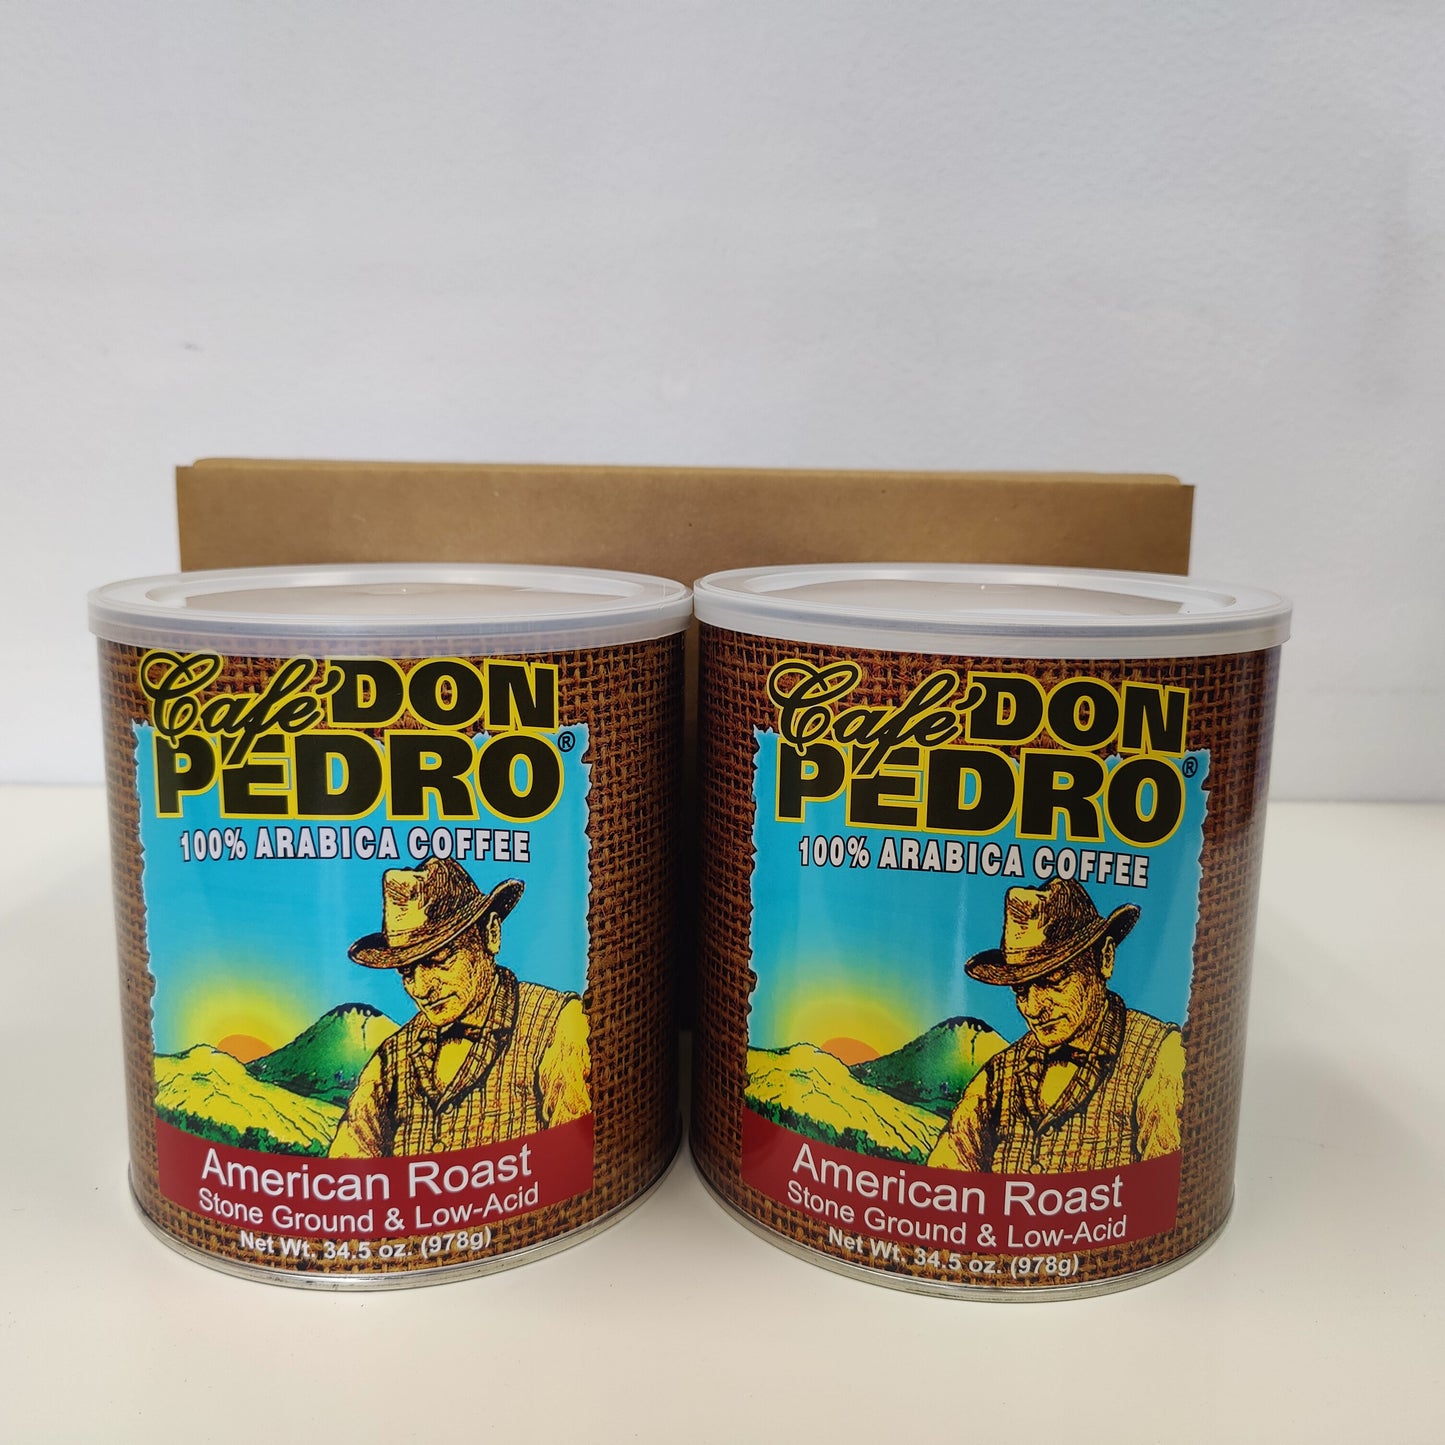 Café DON
PEDRO®
100% ARABICA COFFEE
American Roast
Stone Ground & Low-Acid
Net Wt. 34.5 oz. (978g)
Café DON
PEDRO®
100% ARABICA COFFEE
American Roast
Stone Ground & Low-Acid
Net Wt. 34.5 oz. (978g)